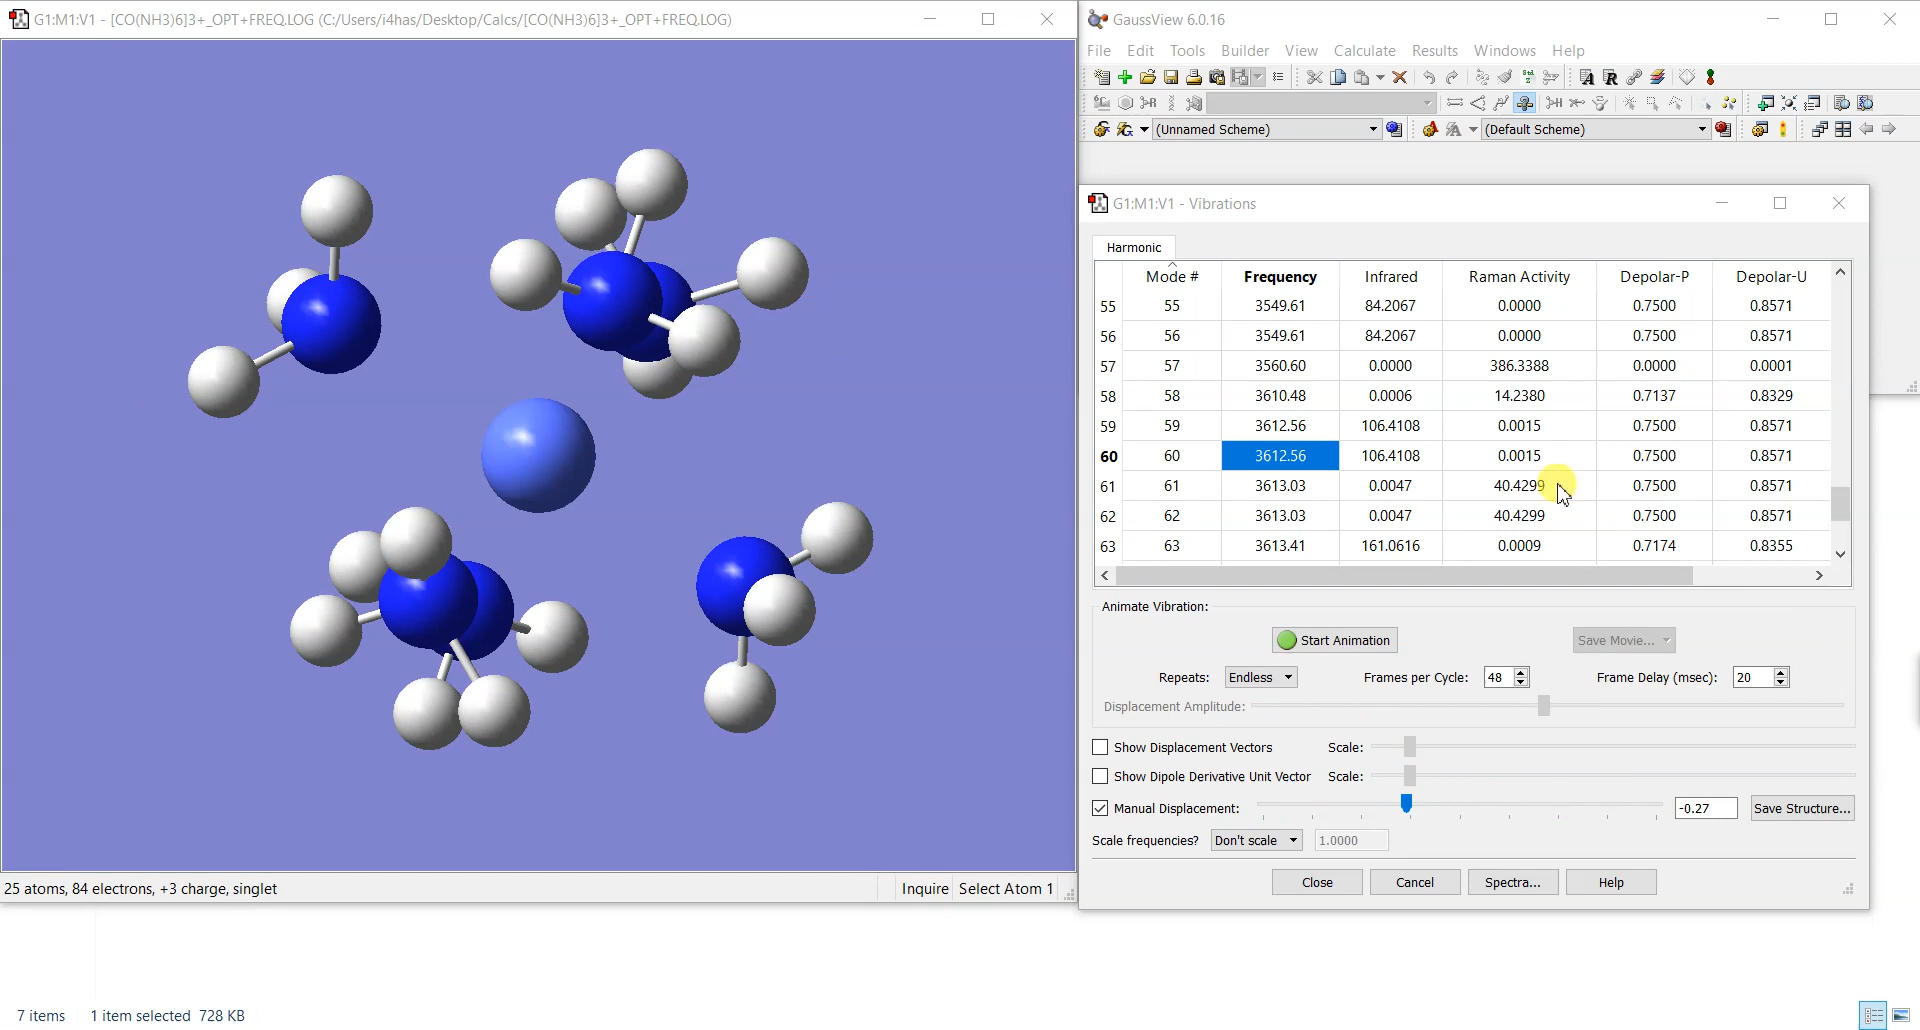 G1:M1:V1 - [CO(NH3)6]3+_OPT+FREQ.LOG (C:/Users/i4has/Desktop/Calcs/[CO(NH3)6]3+_OPT+FREQ.LOG)
GaussView 6.0.16
File Edit Tools Builder View Calculate Results Windows Help
(Unnamed Scheme) (Default Scheme)
G1:M1:V1 - Vibrations
Harmonic
Mode # Frequency Infrared Raman Activity Depolar-P Depolar-U
55 55 3549.61 84.2067 0.0000 0.7500 0.8571
56 56 3549.61 84.2067 0.0000 0.7500 0.8571
57 57 3560.60 0.0000 386.3388 0.0000 0.0001
58 58 3610.48 0.0006 14.2380 0.7137 0.8329
59 59 3612.56 106.4108 0.0015 0.7500 0.8571
60 60 3612.56 106.4108 0.0015 0.7500 0.8571
61 61 3613.03 0.0047 40.4299 0.7500 0.8571
62 62 3613.03 0.0047 40.4299 0.7500 0.8571
63 63 3613.41 161.0616 0.0009 0.7174 0.8355
Animate Vibration:
Start Animation Save Movie...
Repeats: Endless Frames per Cycle: 48 Frame Delay (msec): 20
Displacement Amplitude:
Show Displacement Vectors Scale:
Show Dipole Derivative Unit Vector Scale:
Manual Displacement: -0.27 Save Structure...
Scale frequencies? Don't scale 1.0000
Close Cancel Spectra... Help
25 atoms, 84 electrons, +3 charge, singlet Inquire Select Atom 1
7 items 1 item selected 728 KB